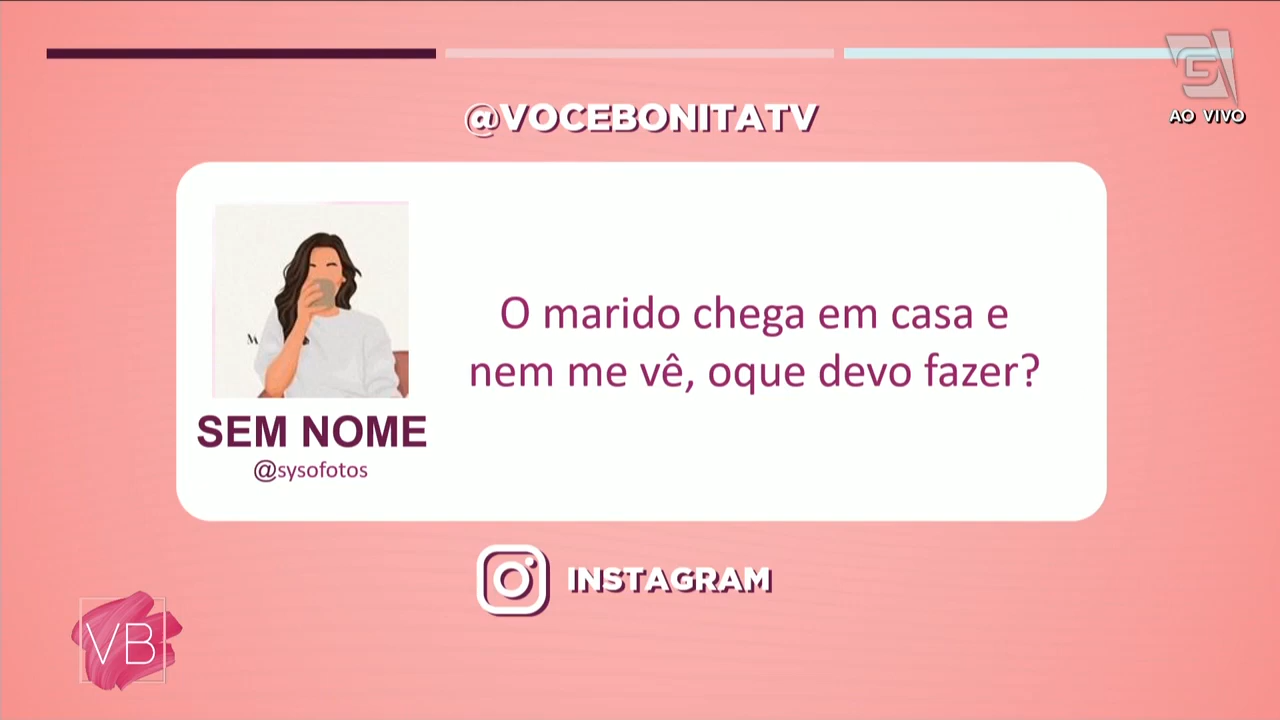 @VOCEBONITATV
AO VIVO
O marido chega em casa e
nem me vê, oque devo fazer?
SEM NOME
@sysofotos
INSTAGRAM
VB